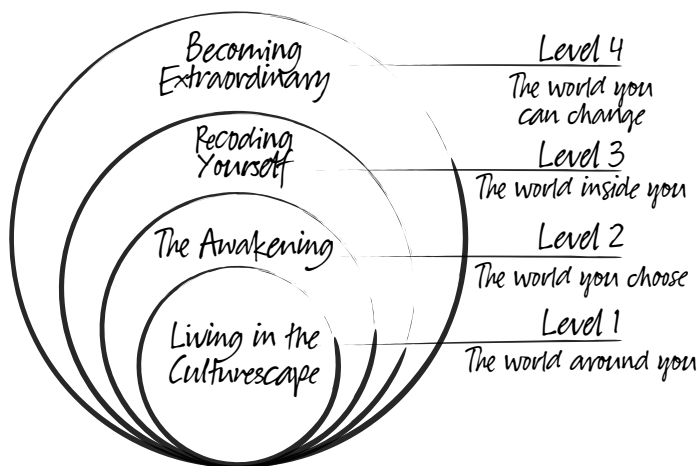 Becoming
Extraordinary
Level 4
The world you
can change
Recoding
Yourself
Level 3
The world inside you
The Awakening
Level 2
The world you choose
Living in the
Culturescape
Level 1
The world around you